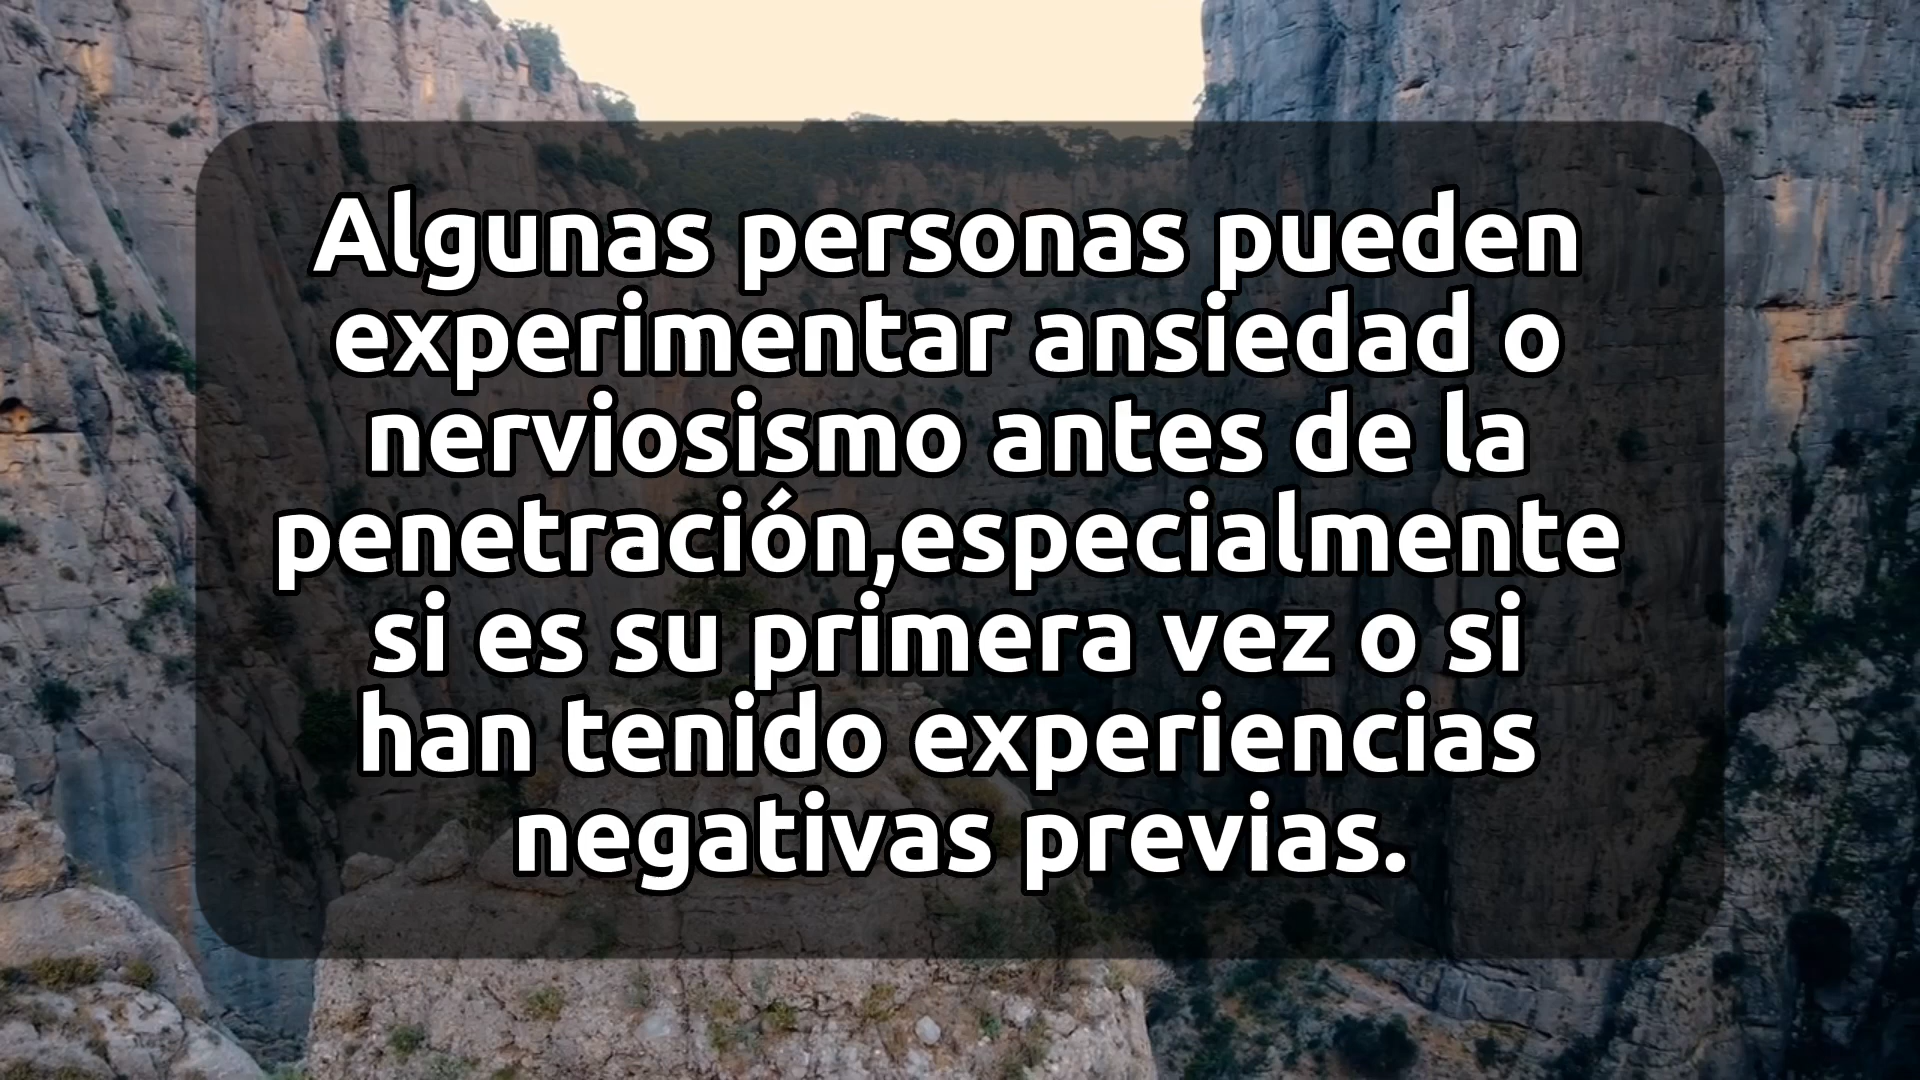 Algunas personas pueden
experimentar ansiedad o
nerviosismo antes de la
penetración,especialmente
si es su primera vez o si
han tenido experiencias
negativas previas.